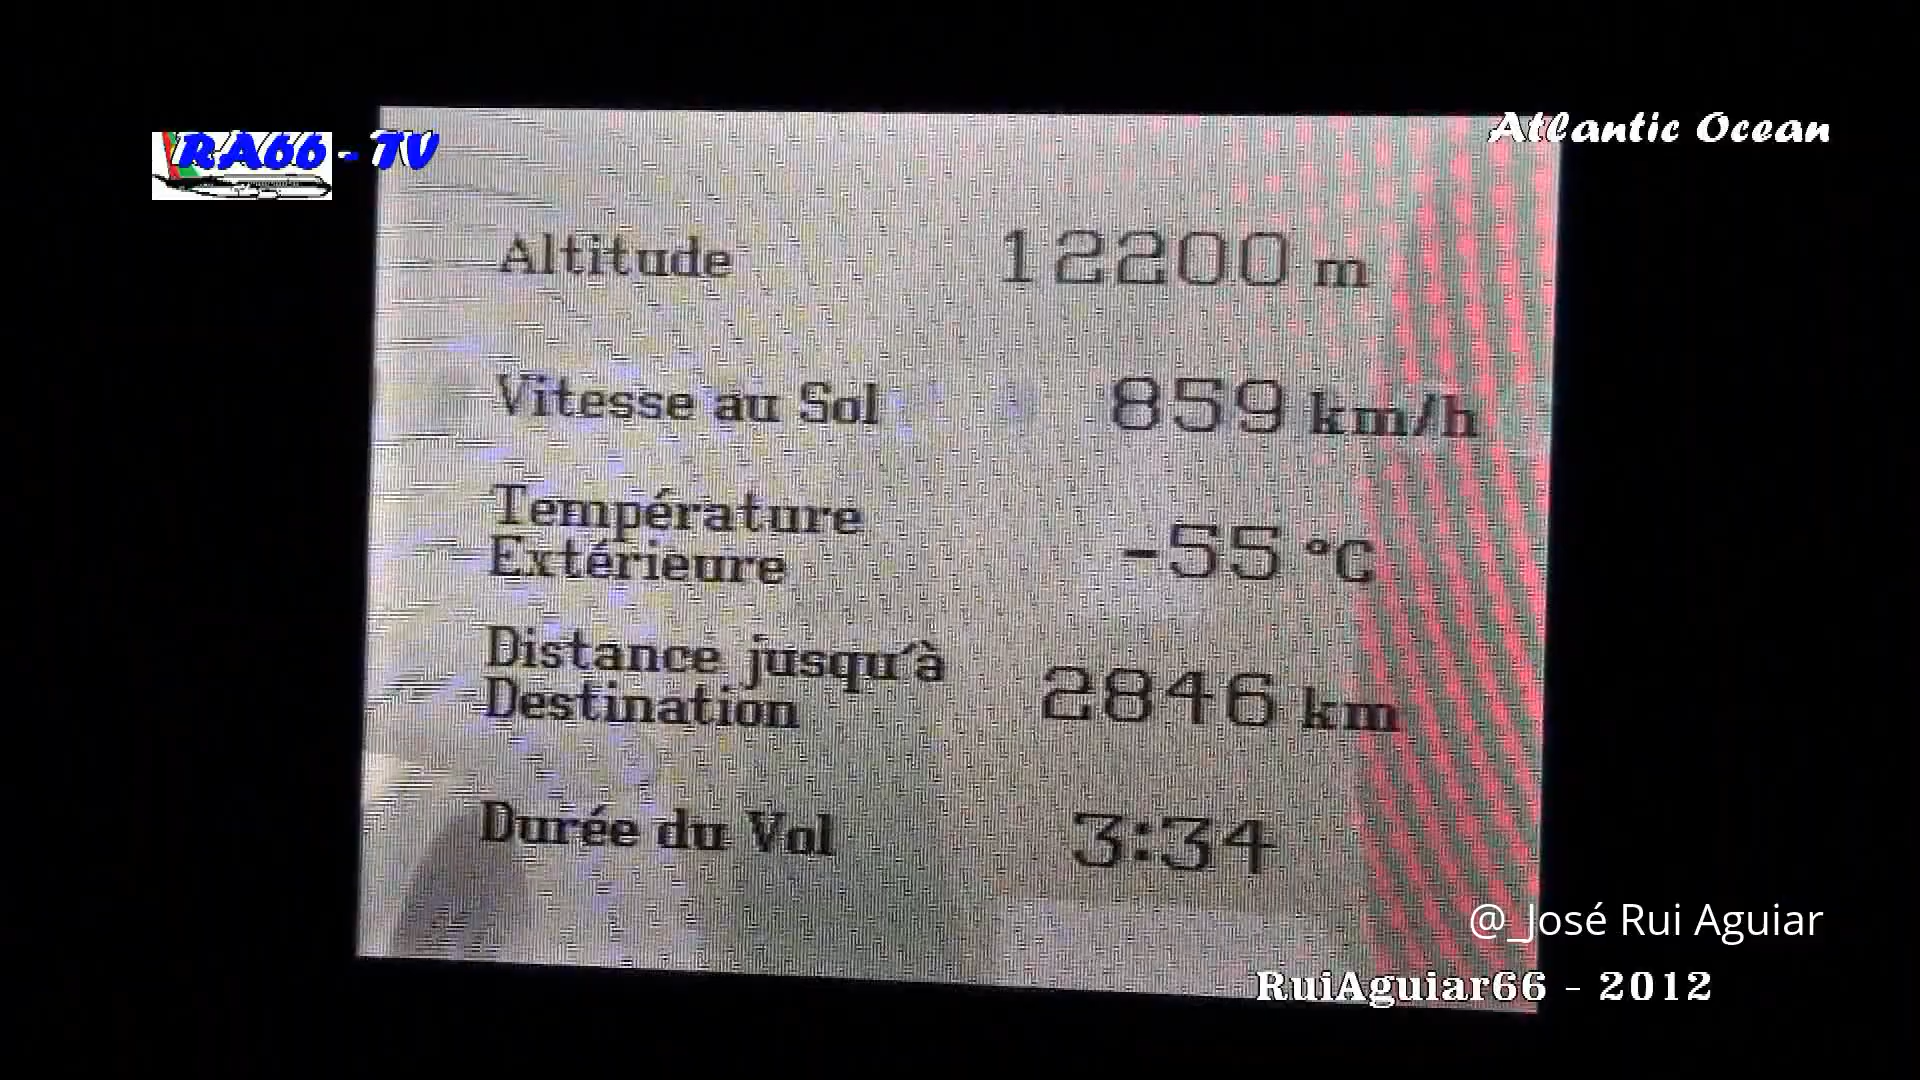 RA66 - TV
Atlantic Ocean
Altitude 12200 m
Vitesse au Sol 859 km/h
Température
Extérieure -55 °C
Distance jusqu'à
Destination 2846 km
Durée du Vol 3:34
@_José Rui Aguiar
RuiAguiar66 - 2012